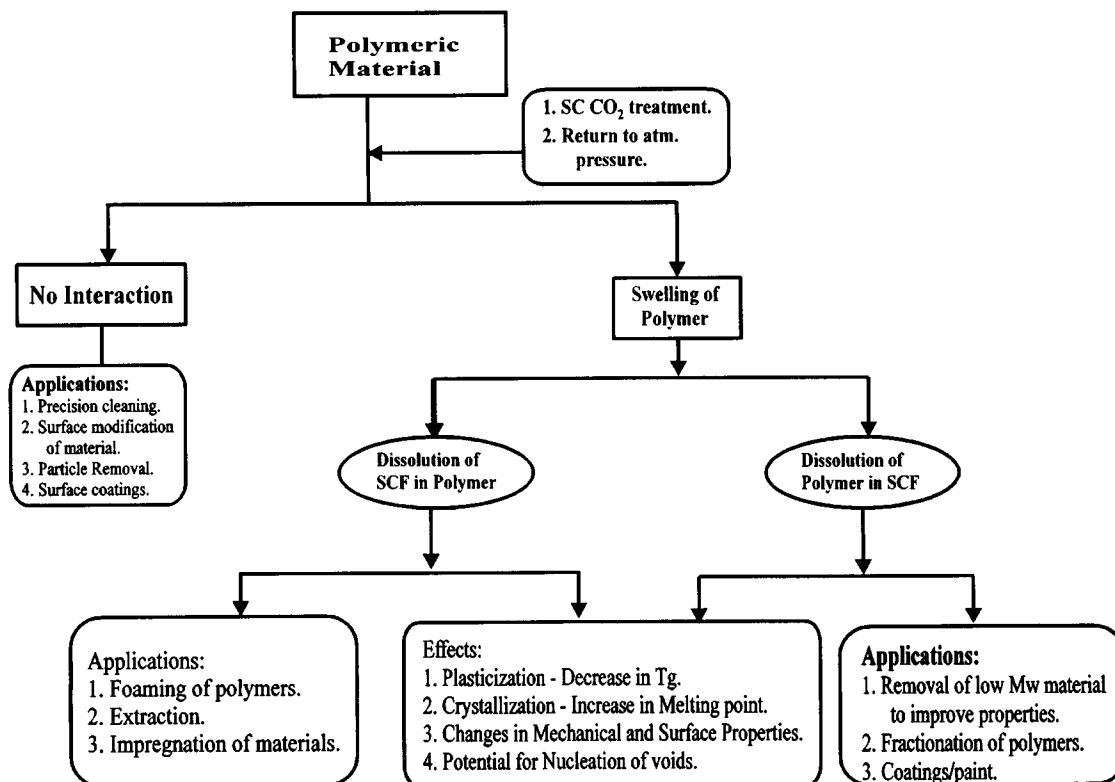 Polymeric
Material
1. SC CO₂ treatment.
2. Return to atm.
pressure.
No Interaction
Swelling of
Polymer
Applications:
1. Precision cleaning.
2. Surface modification
of material.
3. Particle Removal.
4. Surface coatings.
Dissolution of
SCF in Polymer
Dissolution of
Polymer in SCF
Applications:
1. Foaming of polymers.
2. Extraction.
3. Impregnation of materials.
Effects:
1. Plasticization - Decrease in Tg.
2. Crystallization - Increase in Melting point.
3. Changes in Mechanical and Surface Properties.
4. Potential for Nucleation of voids.
Applications:
1. Removal of low Mw material
to improve properties.
2. Fractionation of polymers.
3. Coatings/paint.